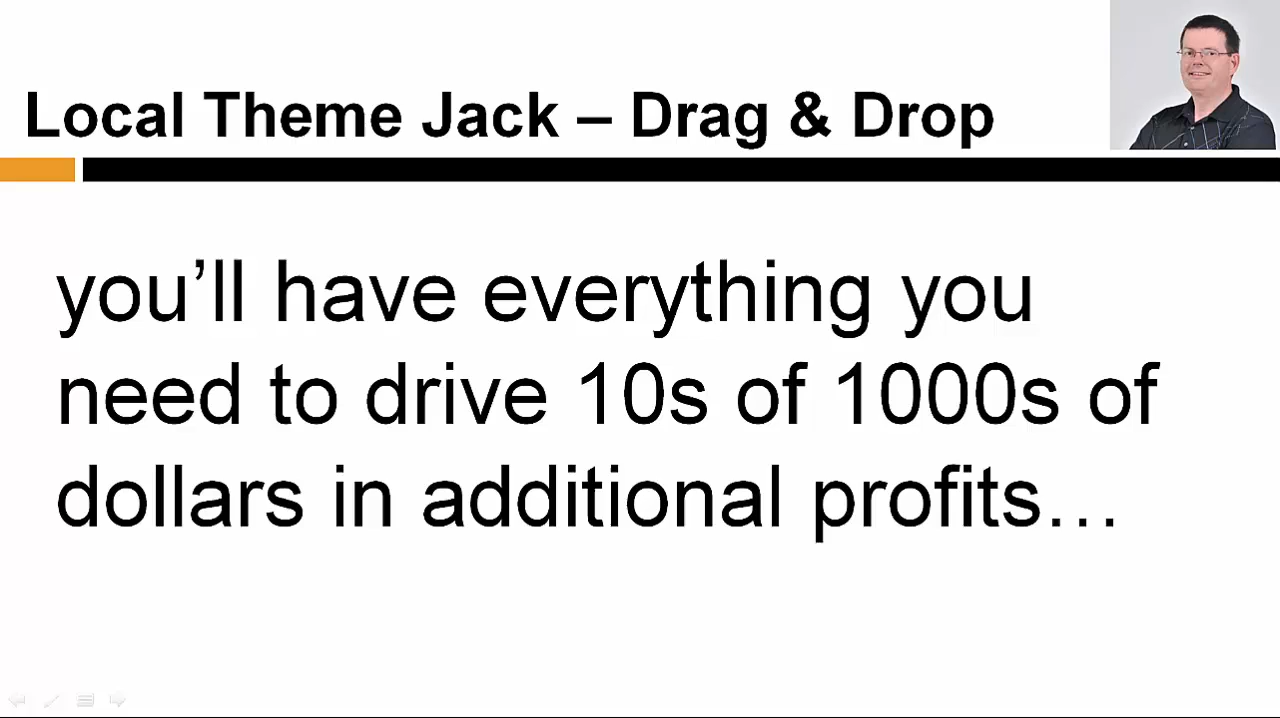 Local Theme Jack – Drag & Drop
you’ll have everything you
need to drive 10s of 1000s of
dollars in additional profits…